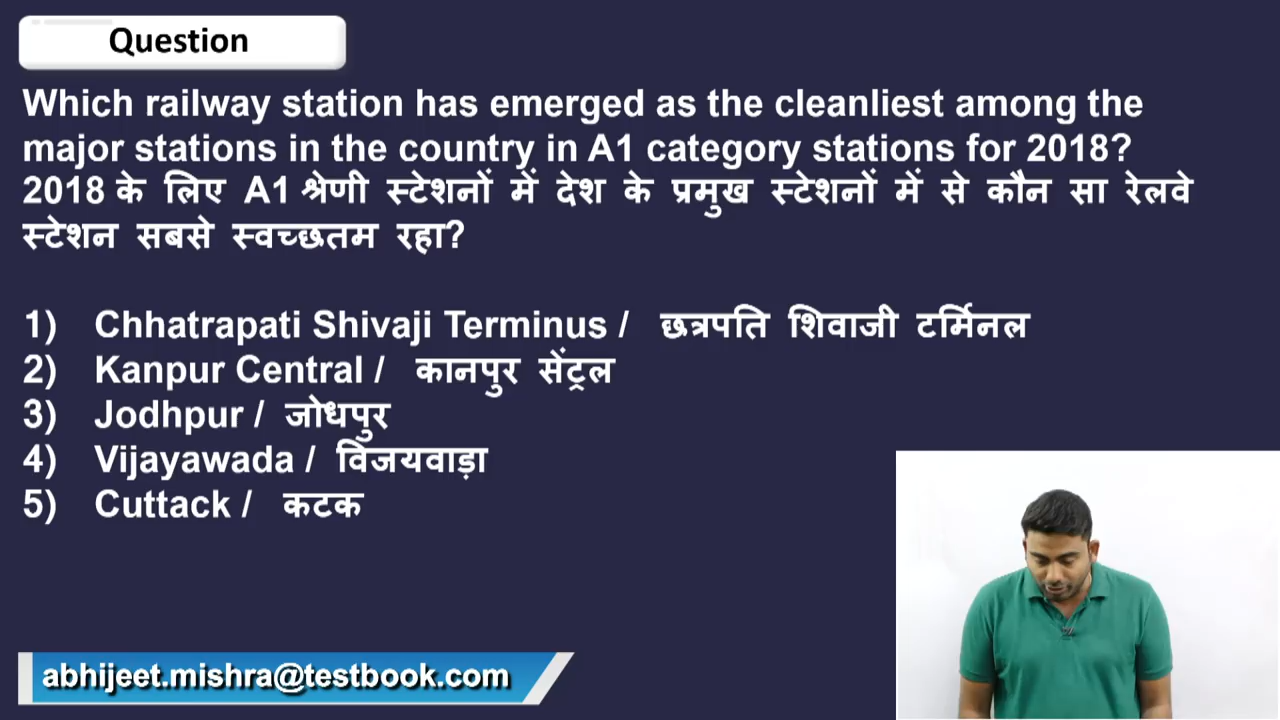 Question
Which railway station has emerged as the cleanliest among the
major stations in the country in A1 category stations for 2018?
2018 के लिए A1 श्रेणी स्टेशनों में देश के प्रमुख स्टेशनों में से कौन सा रेलवे
स्टेशन सबसे स्वच्छतम रहा?
1) Chhatrapati Shivaji Terminus / छत्रपति शिवाजी टर्मिनल
2) Kanpur Central / कानपुर सेंट्रल
3) Jodhpur / जोधपुर
4) Vijayawada / विजयवाड़ा
5) Cuttack / कटक
abhijeet.mishra@testbook.com